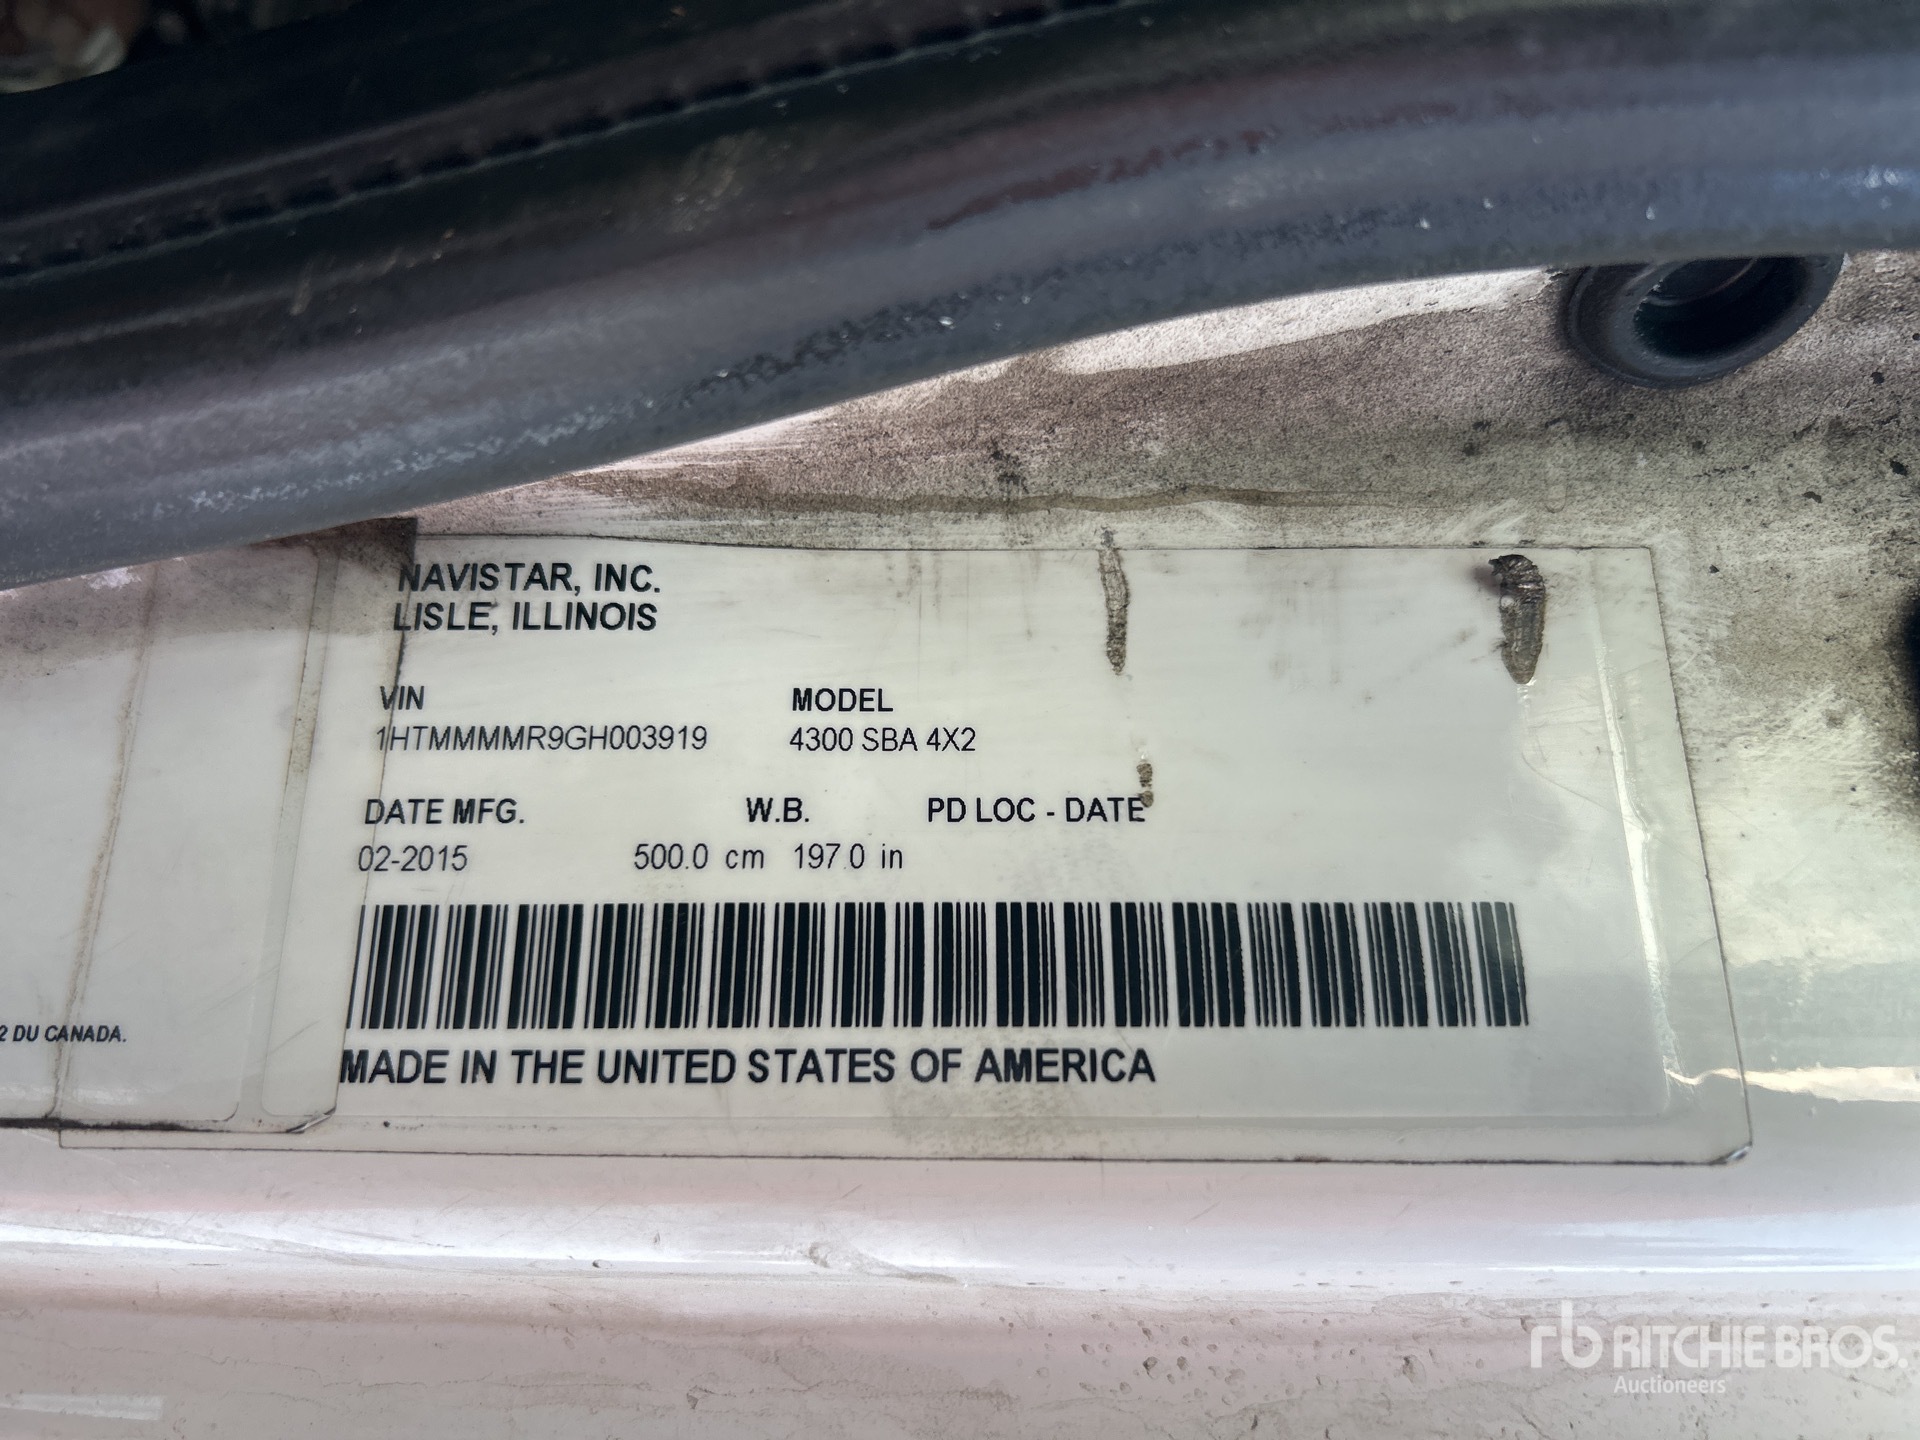 NAVISTAR, INC.
LISLE, ILLINOIS
VIN MODEL
1HTMMMMR9GH003919 4300 SBA 4X2
DATE MFG. W.B. PD LOC - DATE
02-2015 500.0 cm 197.0 in
2 DU CANADA.
MADE IN THE UNITED STATES OF AMERICA
rb RITCHIE BROS.
Auctioneers